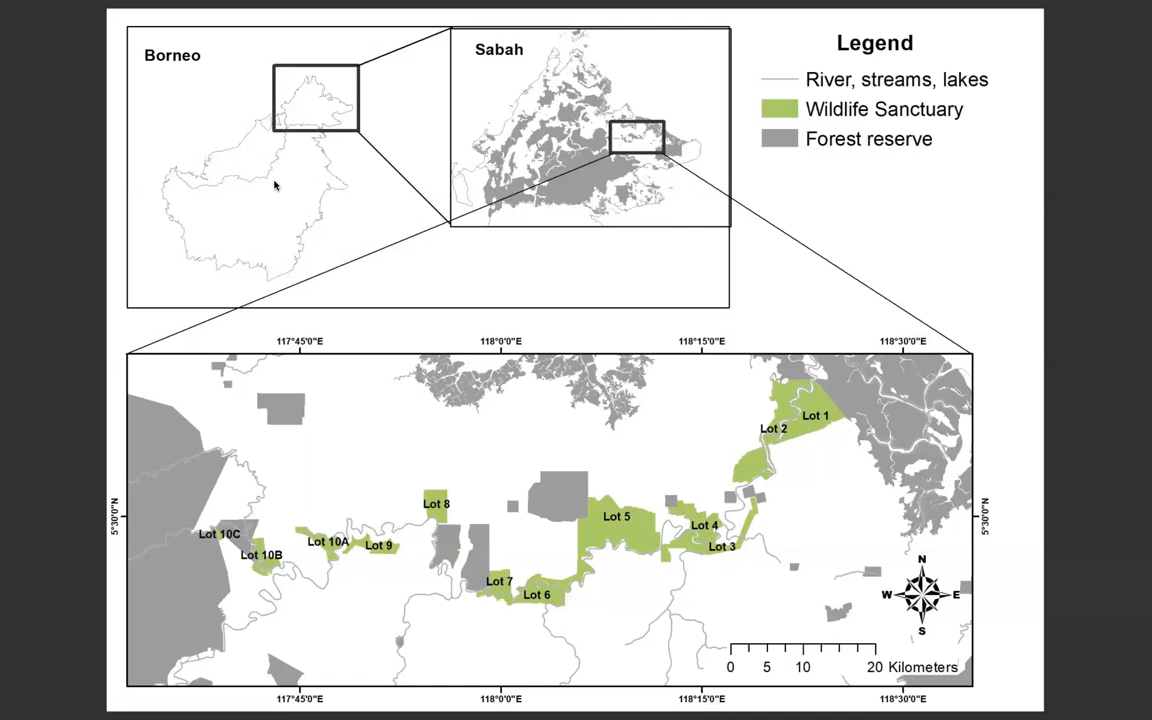 Borneo
Sabah
Legend
River, streams, lakes
Wildlife Sanctuary
Forest reserve
117°45'0"E 118°0'0"E 118°15'0"E 118°30'0"E
Lot 1
Lot 2
Lot 8
5°30'0"N
Lot 5
5°30'0"N
Lot 4
Lot 10C
Lot 10A
Lot 9
Lot 3
Lot 10B
Lot 7
Lot 6
N
W E
S
0 5 10 20 Kilometers
117°45'0"E 118°0'0"E 118°15'0"E 118°30'0"E